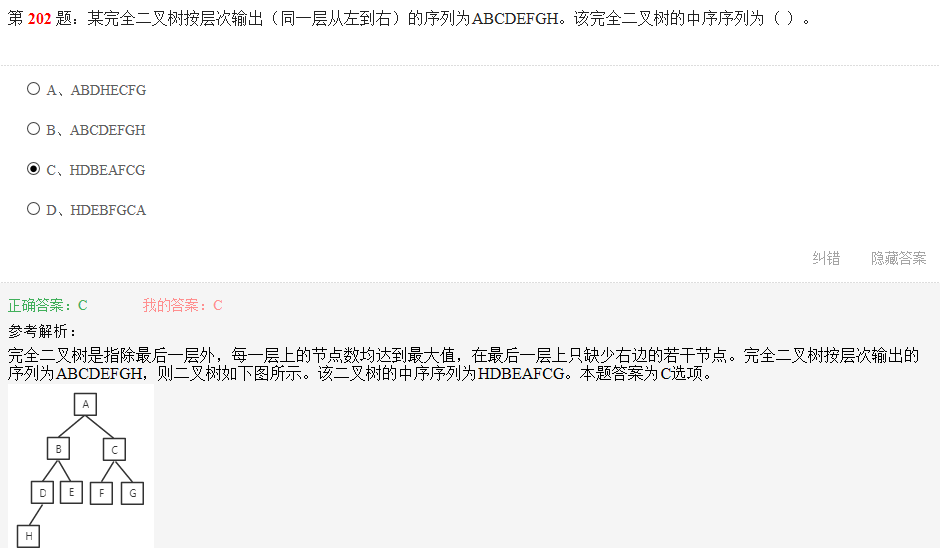 第 202 题：某完全二叉树按层次输出（同一层从左到右）的序列为ABCDEFGH。该完全二叉树的中序序列为（ ）。
A、ABDHECFG
B、ABCDEFGH
C、HDBEAFCG
D、HDEBFGCA
纠错 隐藏答案
正确答案：C 我的答案：C
参考解析：
完全二叉树是指除最后一层外，每一层上的节点数均达到最大值，在最后一层上只缺少右边的若干节点。完全二叉树按层次输出的
序列为ABCDEFGH，则二叉树如下图所示。该二叉树的中序序列为HDBEAFCG。本题答案为C选项。
A
B C
D E F G
H